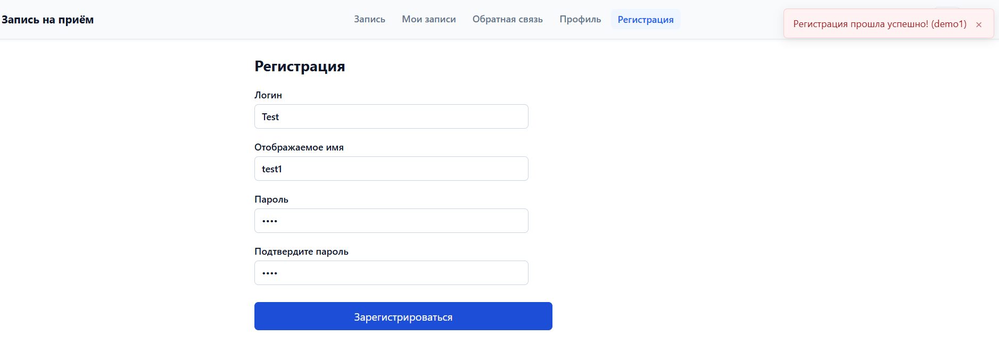 Запись на приём
Запись Мои записи Обратная связь Профиль Регистрация
Регистрация прошла успешно! (demo1) ×
Регистрация
Логин
Test
Отображаемое имя
test1
Пароль
••••
Подтвердите пароль
••••
Зарегистрироваться